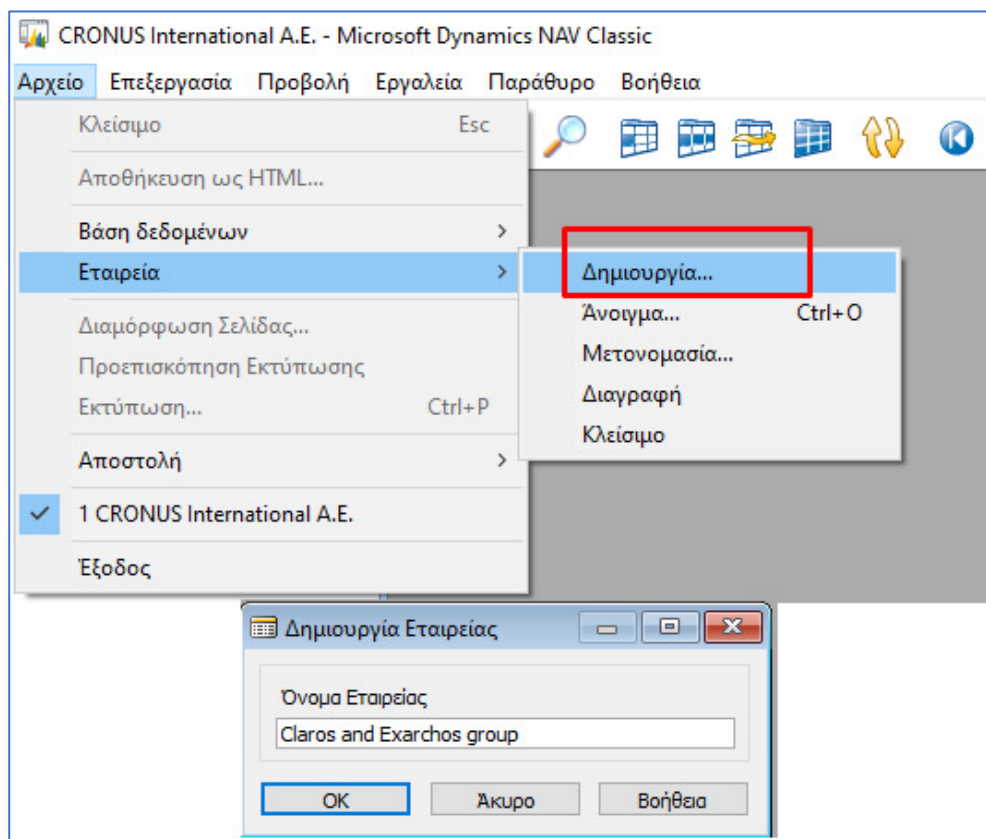 CRONUS International A.E. - Microsoft Dynamics NAV Classic
Αρχείο Επεξεργασία Προβολή Εργαλεία Παράθυρο Βοήθεια
Κλείσιμο Esc
Αποθήκευση ως HTML...
Βάση δεδομένων
Εταιρεία
Διαμόρφωση Σελίδας...
Προεπισκόπηση Εκτύπωσης
Εκτύπωση... Ctrl+P
Αποστολή
1 CRONUS International A.E.
Έξοδος
Δημιουργία...
Άνοιγμα... Ctrl+O
Μετονομασία...
Διαγραφή
Κλείσιμο
Δημιουργία Εταιρείας
Όνομα Εταιρείας
Claros and Exarchos group
OK Άκυρο Βοήθεια